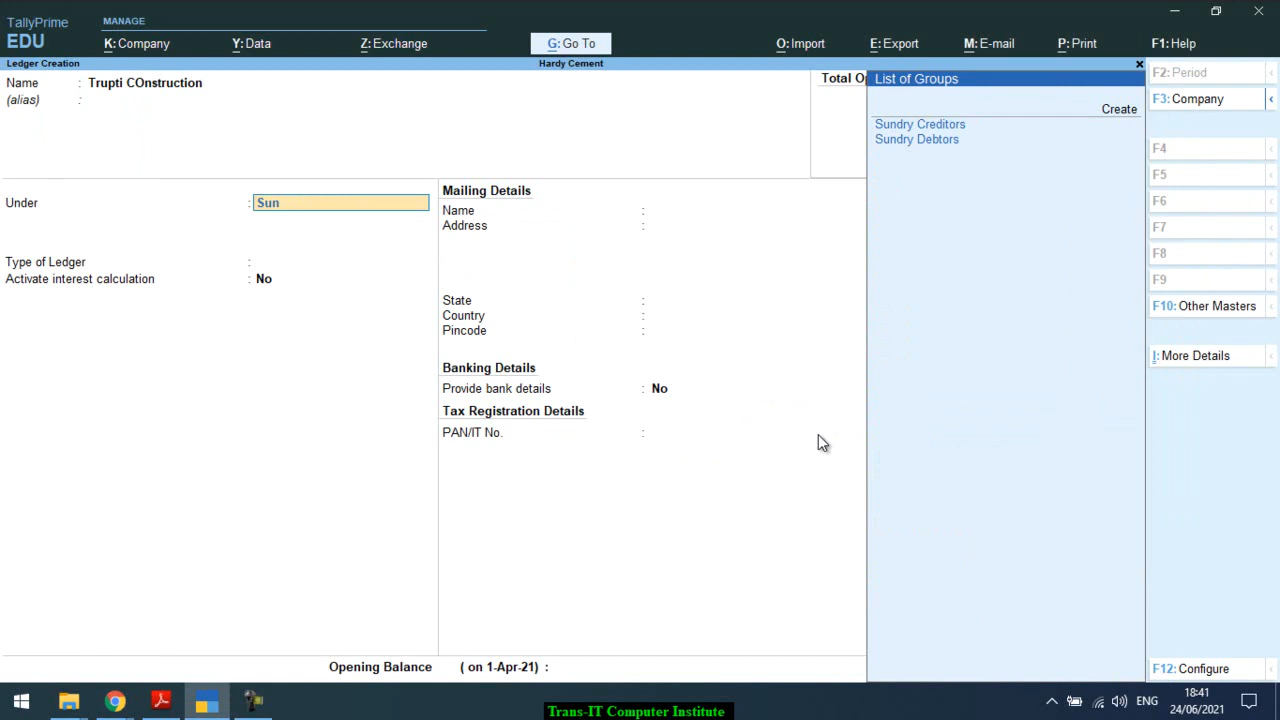 TallyPrime
EDU
MANAGE
K: Company
Y: Data
Z: Exchange
G: Go To
O: Import
E: Export
M: E-mail
P: Print
F1: Help
Ledger Creation
Hardy Cement
Name : Trupti COnstruction
(alias) :
Total Op
List of Groups
Create
Sundry Creditors
Sundry Debtors
Under : Sun
Type of Ledger :
Activate interest calculation : No
Mailing Details
Name :
Address :
State :
Country :
Pincode :
Banking Details
Provide bank details : No
Tax Registration Details
PAN/IT No. :
Opening Balance ( on 1-Apr-21) :
F2: Period
F3: Company
F4
F5
F6
F7
F8
F9
F10: Other Masters
I: More Details
F12: Configure
ENG
18:41
24/06/2021
Trans-IT Computer Institute